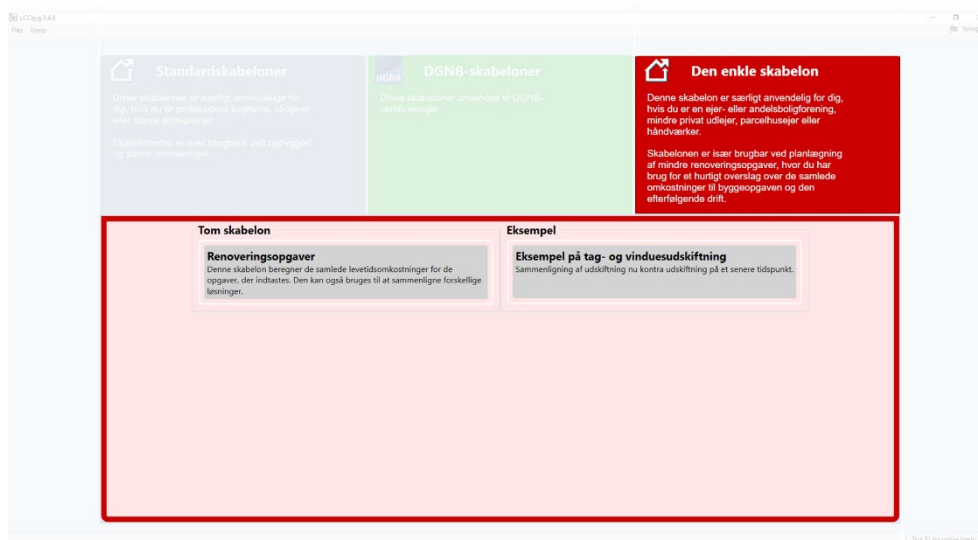 LCCbyg 3.4.8
Filer Hjælp
Sprog
Standardskabeloner
Disse skabeloner er særligt anvendelige for
dig, hvis du er professionel bygherre, rådgiver
eller større entreprenør.
Skabelonerne er især brugbare ved nybyggeri
og større renoveringer.
DGNB
DGNB-skabeloner
Disse skabeloner anvendes til DGNB-
certificeringer.
Den enkle skabelon
Denne skabelon er særligt anvendelig for dig,
hvis du er en ejer- eller andelsboligforening,
mindre privat udlejer, parcelhusejer eller
håndværker.
Skabelonen er især brugbar ved planlægning
af mindre renoveringsopgaver, hvor du har
brug for et hurtigt overslag over de samlede
omkostninger til byggeopgaven og den
efterfølgende drift.
Tom skabelon
Renoveringsopgaver
Denne skabelon beregner de samlede levetidsomkostninger for de
opgaver, der indtastes. Den kan også bruges til at sammenligne forskellige
løsninger.
Eksempel
Eksempel på tag- og vinduesudskiftning
Sammenligning af udskiftning nu kontra udskiftning på et senere tidspunkt.